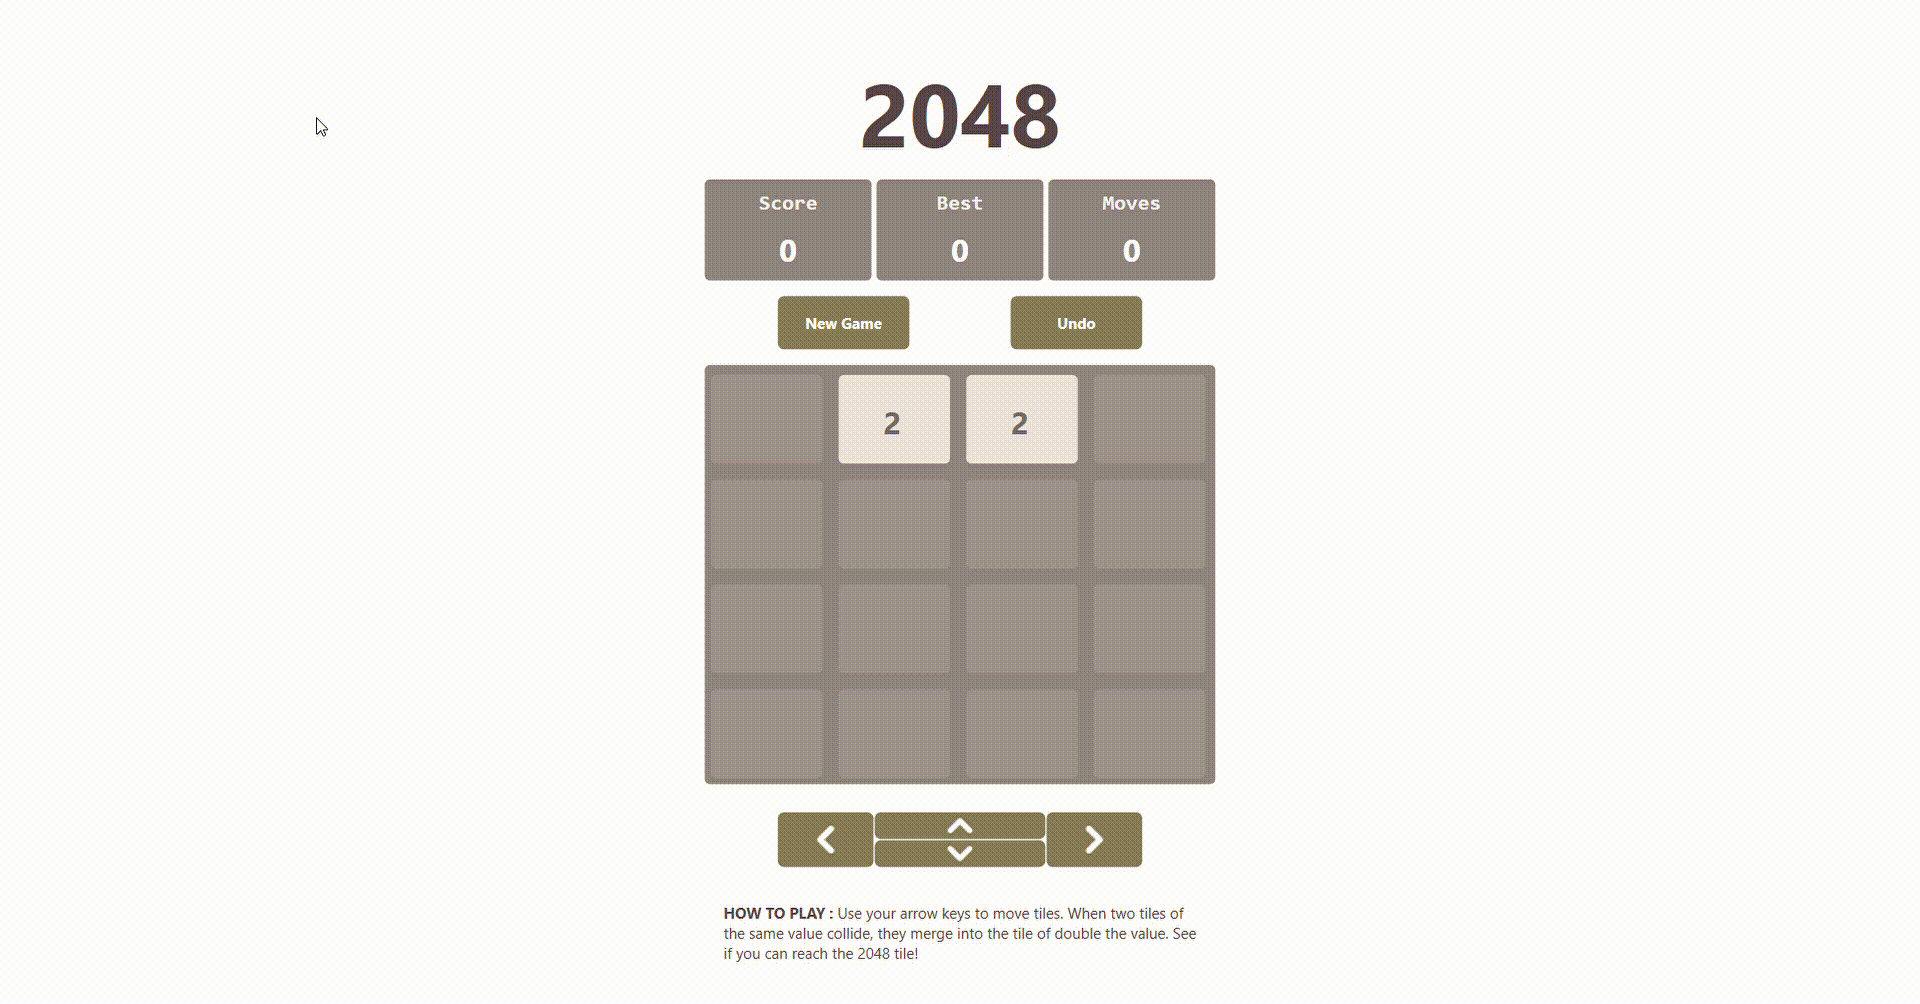 2048
Score Best Moves
0 0 0
New Game Undo
2 2
HOW TO PLAY : Use your arrow keys to move tiles. When two tiles of
the same value collide, they merge into the tile of double the value. See
if you can reach the 2048 tile!